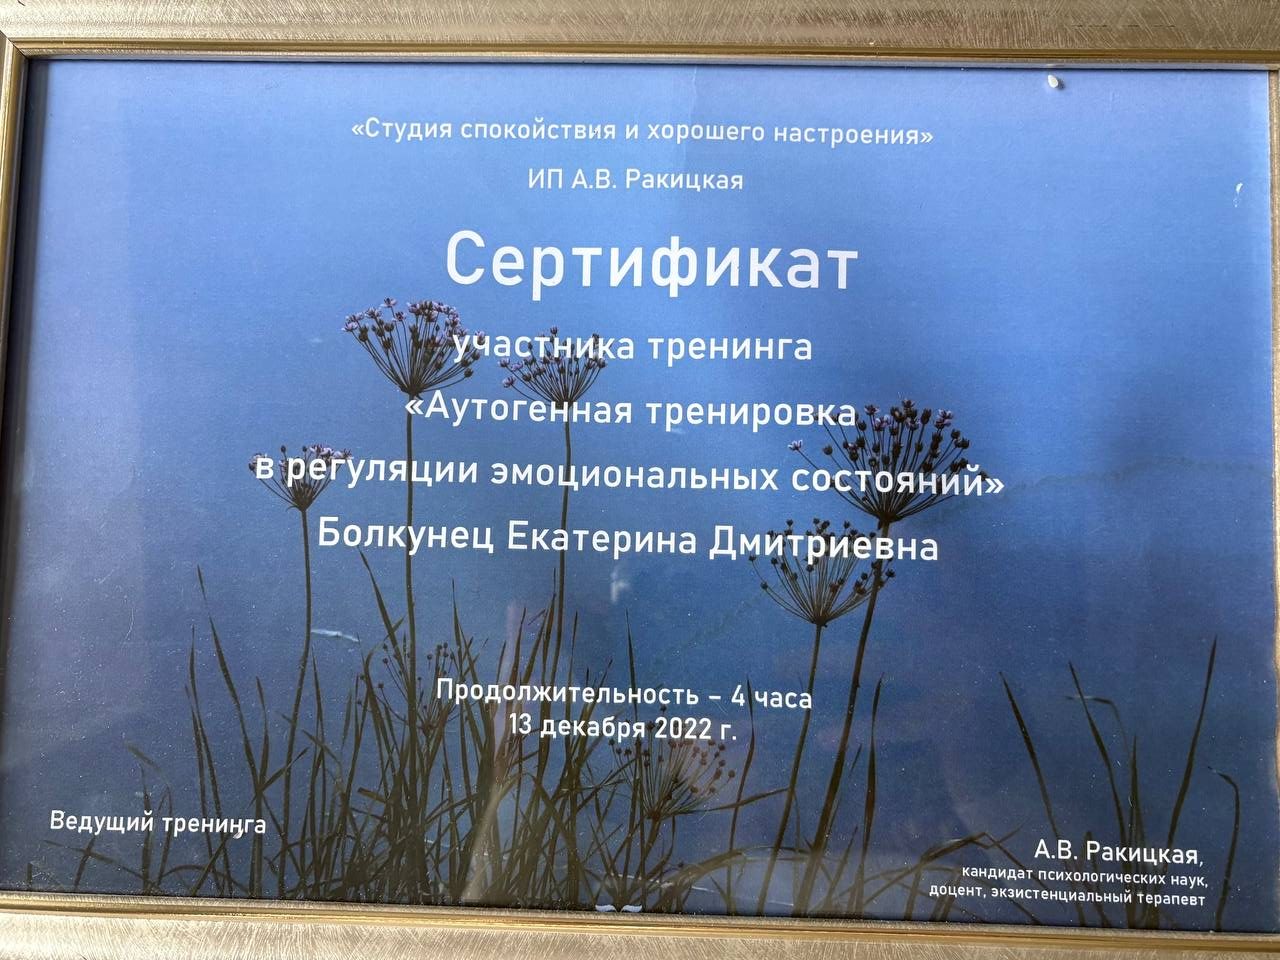 «Студия спокойствия и хорошего настроения»
ИП А.В. Ракицкая
Сертификат
участника тренинга
«Аутогенная тренировка
в регуляции эмоциональных состояний»
Болкунец Екатерина Дмитриевна
Продолжительность – 4 часа
13 декабря 2022 г.
Ведущий тренинга
А.В. Ракицкая,
кандидат психологических наук,
доцент, экзистенциальный терапевт